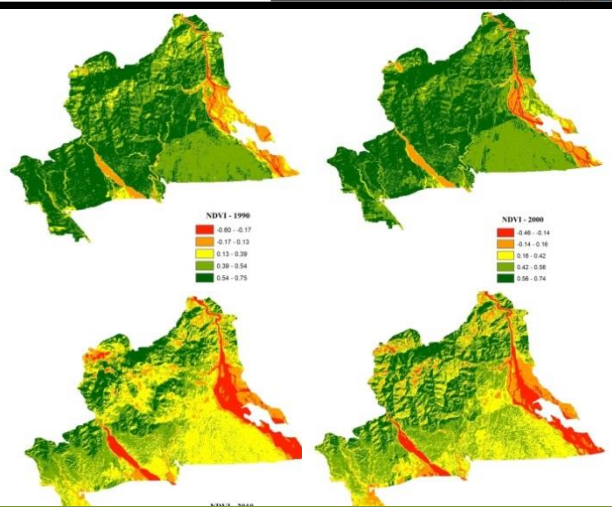 NDVI - 1990
-0.60 - -0.17
-0.17 - 0.13
0.13 - 0.39
0.39 - 0.54
0.54 - 0.75
NDVI - 2000
-0.46 - -0.14
-0.14 - 0.16
0.16 - 0.42
0.42 - 0.56
0.56 - 0.74